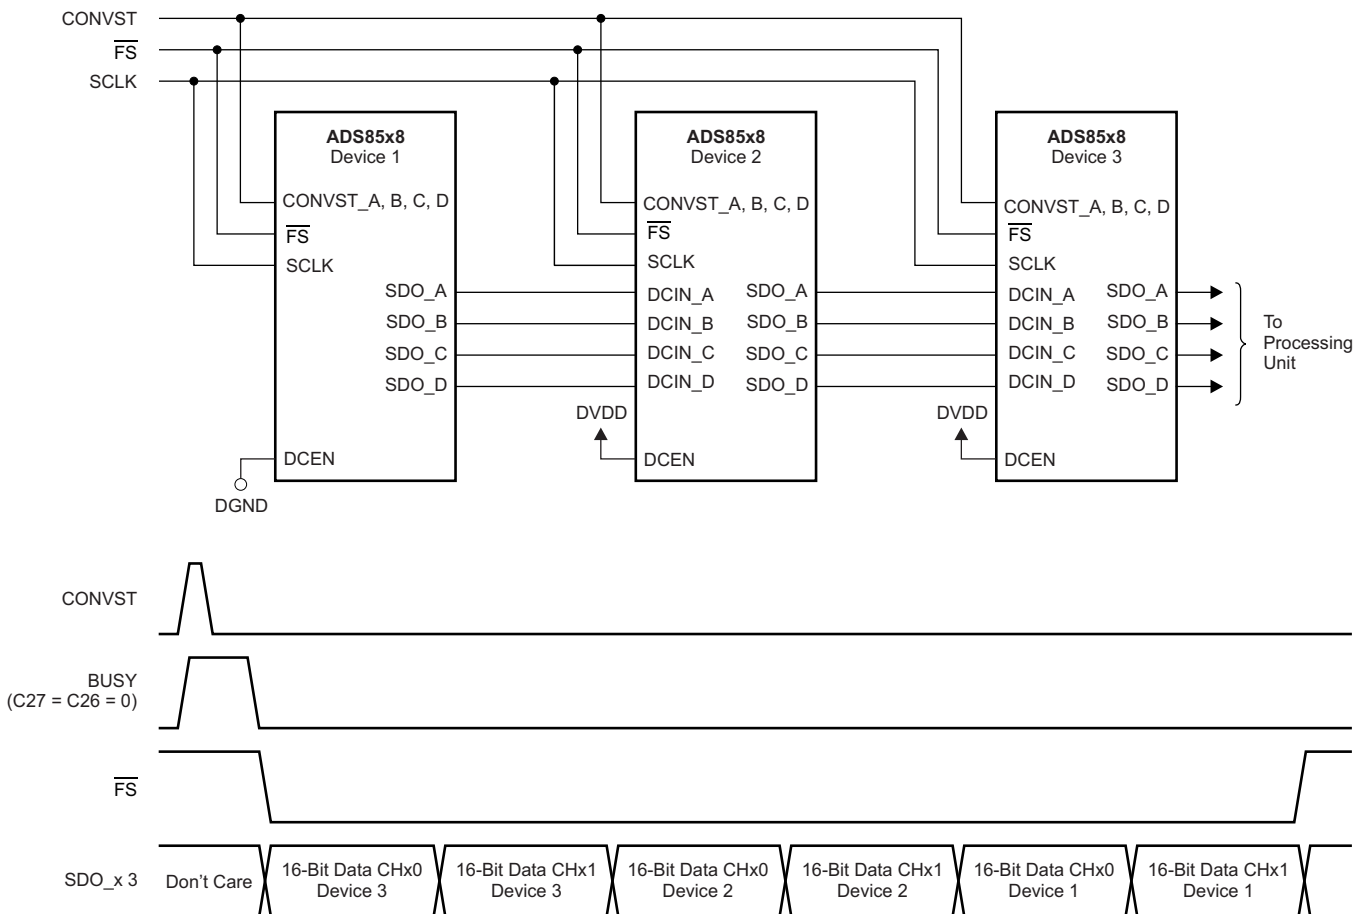 CONVST
FS
SCLK
ADS85x8
Device 1
CONVST_A, B, C, D
FS
SCLK
SDO_A
SDO_B
SDO_C
SDO_D
DCEN
DGND
ADS85x8
Device 2
CONVST_A, B, C, D
FS
SCLK
DCIN_A SDO_A
DCIN_B SDO_B
DCIN_C SDO_C
DCIN_D SDO_D
DVDD
DCEN
ADS85x8
Device 3
CONVST_A, B, C, D
FS
SCLK
DCIN_A SDO_A
DCIN_B SDO_B
DCIN_C SDO_C
DCIN_D SDO_D
DVDD
DCEN
To
Processing
Unit
CONVST
BUSY
(C27 = C26 = 0)
FS
SDO_x 3
Don't Care
16-Bit Data CHx0
Device 3
16-Bit Data CHx1
Device 3
16-Bit Data CHx0
Device 2
16-Bit Data CHx1
Device 2
16-Bit Data CHx0
Device 1
16-Bit Data CHx1
Device 1